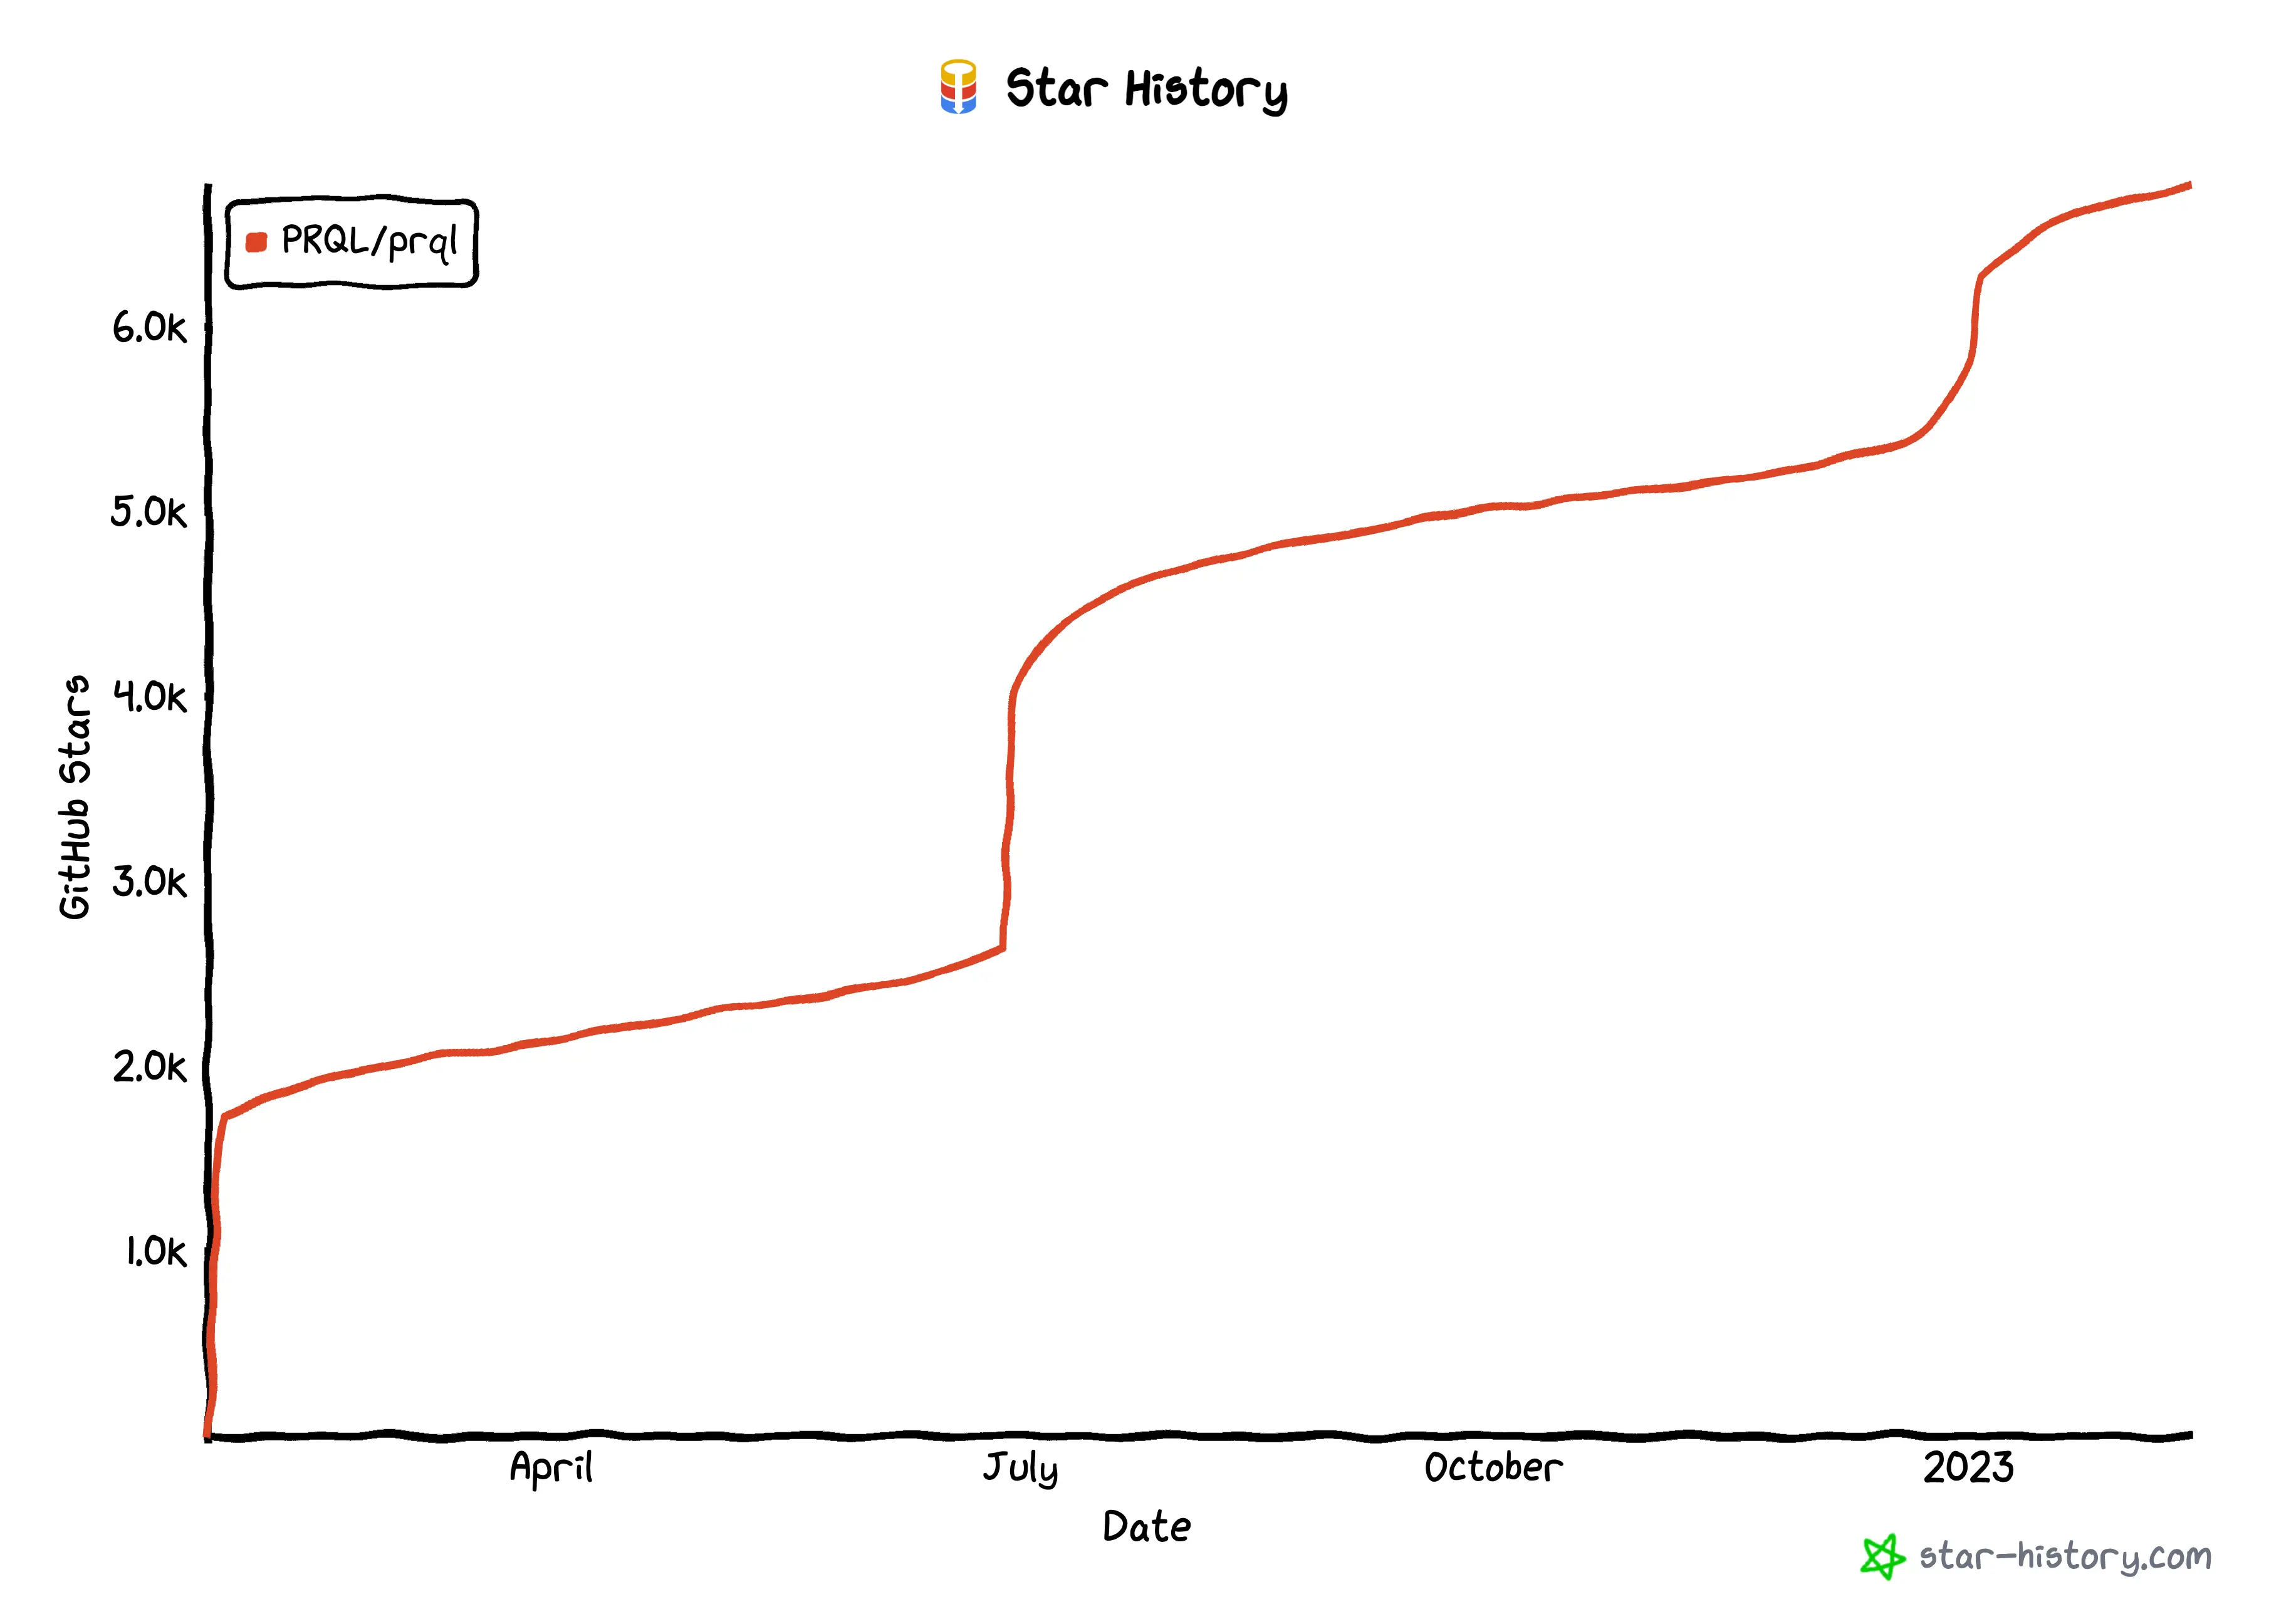 Star History
PRQL/prql
6.0K
5.0K
4.0K
3.0K
2.0K
1.0K
GitHub Stars
April
July
October
2023
Date
star-history.com